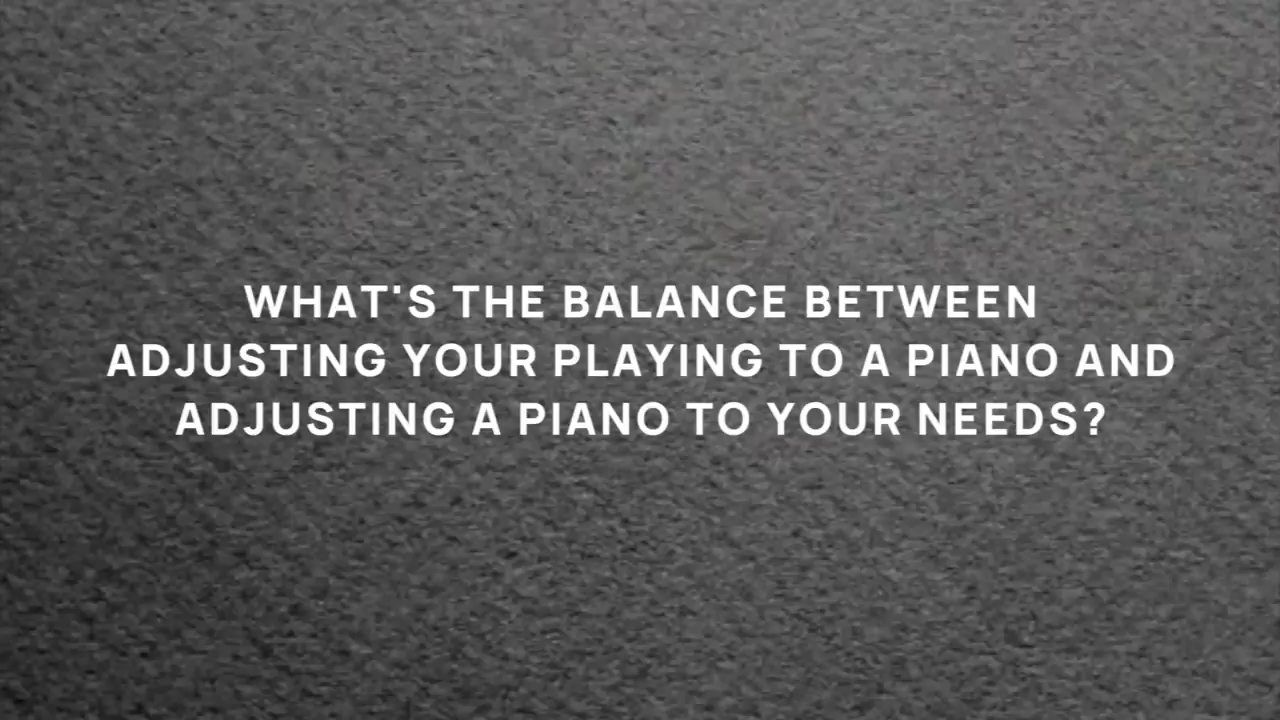 WHAT'S THE BALANCE BETWEEN
ADJUSTING YOUR PLAYING TO A PIANO AND
ADJUSTING A PIANO TO YOUR NEEDS?